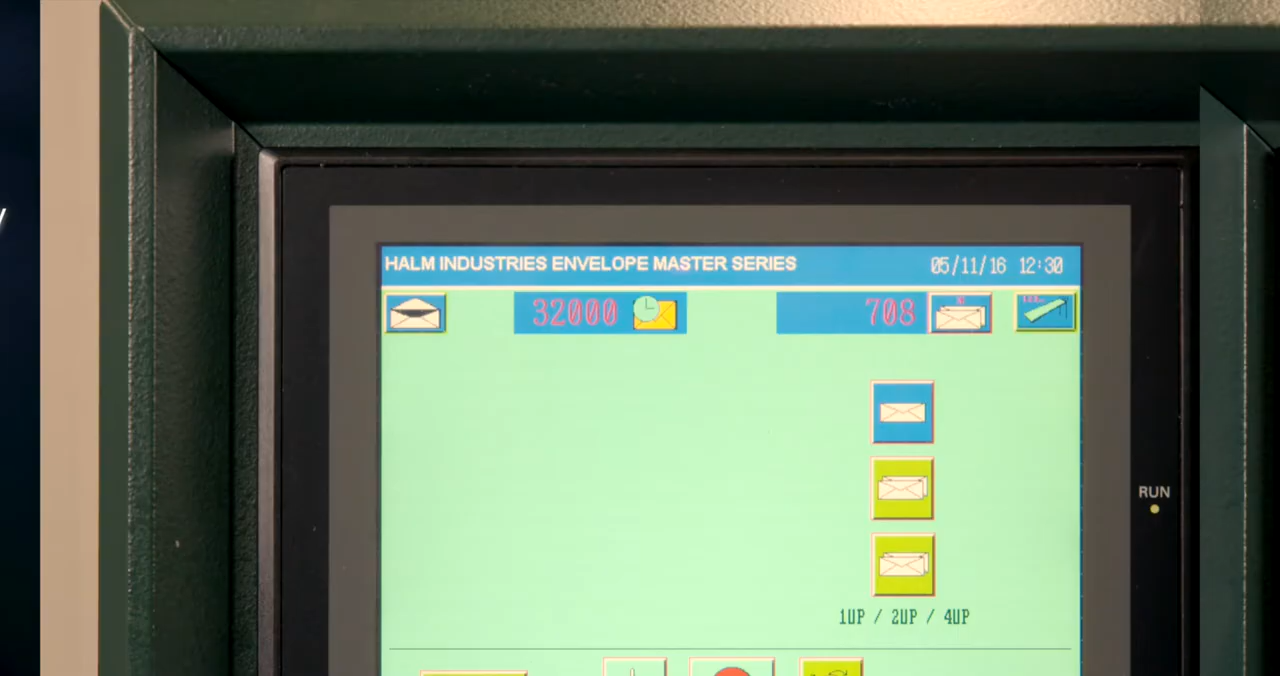 HALM INDUSTRIES ENVELOPE MASTER SERIES 05/11/16 12:30
32000 708
RUN
1UP / 2UP / 4UP